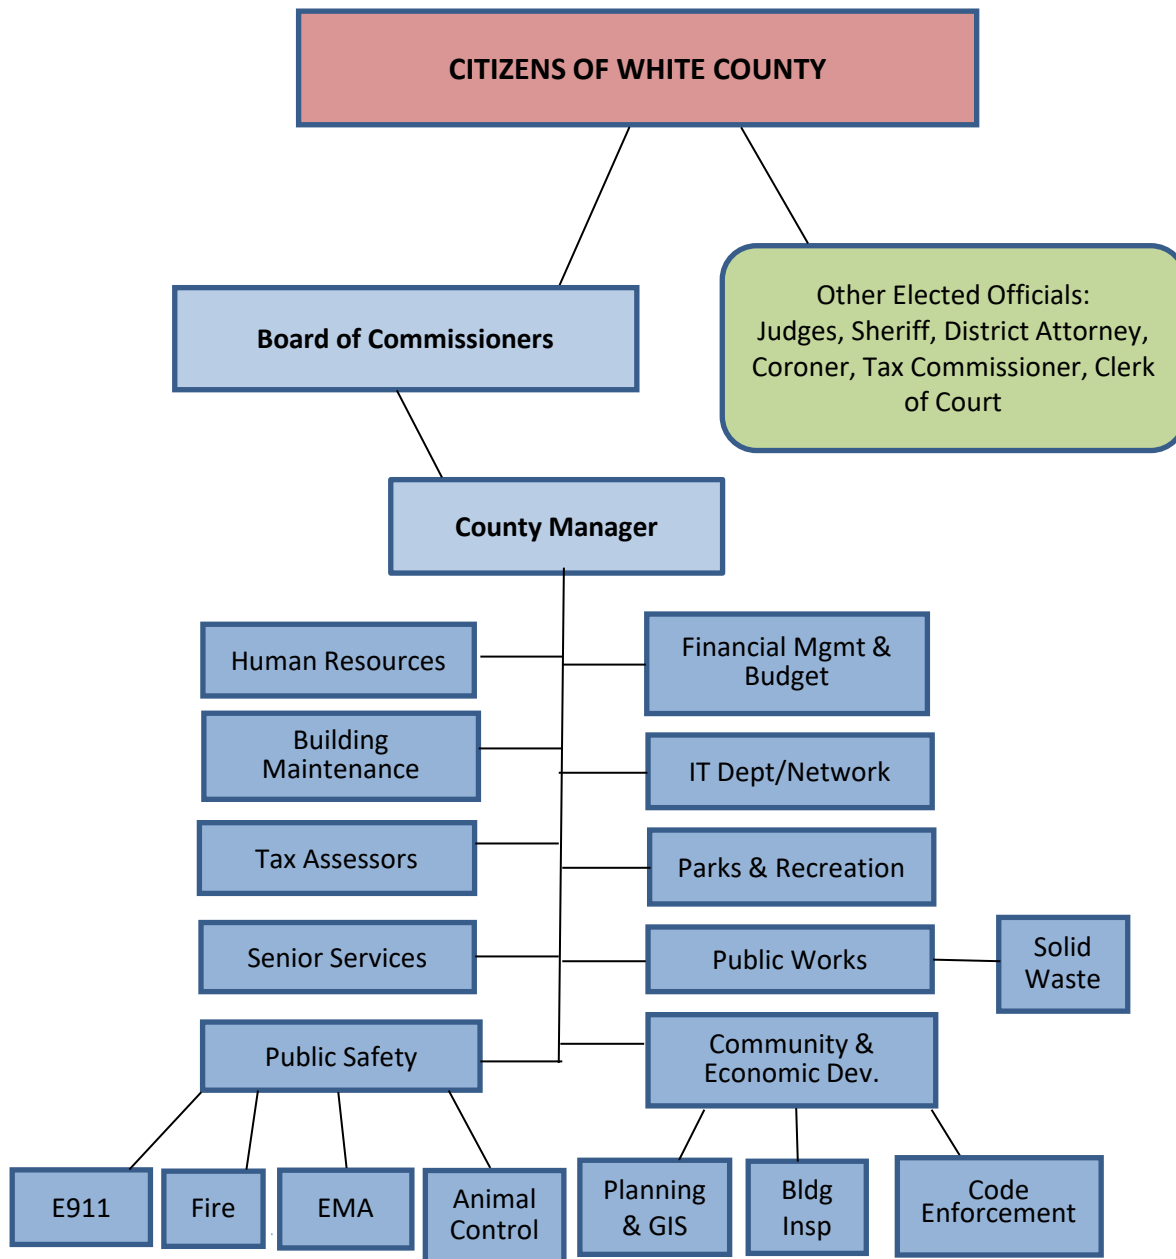 CITIZENS OF WHITE COUNTY
Other Elected Officials:
Judges, Sheriff, District Attorney,
Coroner, Tax Commissioner, Clerk
of Court
Board of Commissioners
County Manager
Human Resources
Financial Mgmt &
Budget
Building
Maintenance
IT Dept/Network
Tax Assessors
Parks & Recreation
Senior Services
Public Works
Solid
Waste
Public Safety
Community &
Economic Dev.
E911
Fire
EMA
Animal
Control
Planning
& GIS
Bldg
Insp
Code
Enforcement